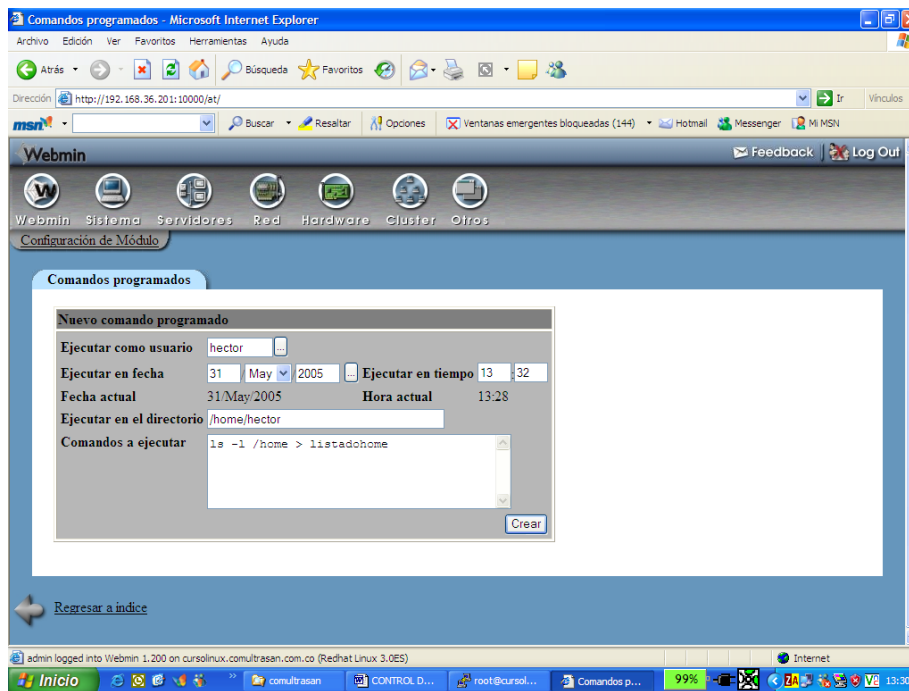 Comandos programados - Microsoft Internet Explorer
Archivo Edición Ver Favoritos Herramientas Ayuda
Atrás Búsqueda Favoritos
Dirección http://192.168.36.201:10000/at/ Ir Vínculos
msn Buscar Resaltar Opciones Ventanas emergentes bloqueadas (144) Hotmail Messenger Mi MSN
Webmin Feedback Log Out
Webmin Sistema Servidores Red Hardware Cluster Otros
Configuración de Módulo
Comandos programados
Nuevo comando programado
Ejecutar como usuario hector ...
Ejecutar en fecha 31 / May / 2005 ... Ejecutar en tiempo 13 : 32
Fecha actual 31/May/2005 Hora actual 13:28
Ejecutar en el directorio /home/hector
Comandos a ejecutar ls -l /home > listadohome
Crear
Regresar a índice
admin logged into Webmin 1.200 on cursolinux.comultrasan.com.co (Redhat Linux 3.0ES) Internet
Inicio » comultrasan CONTROL D... root@cursol... Comandos p... 99% ZA V2 13:30